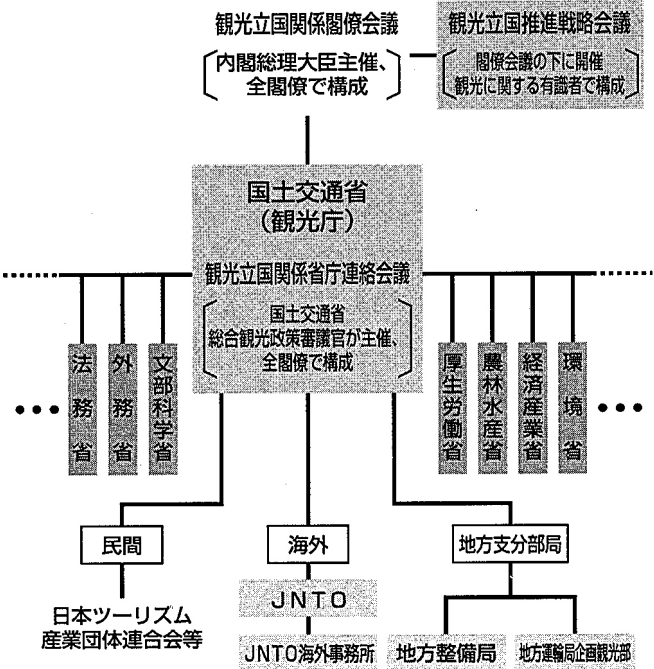 観光立国関係閣僚会議
内閣総理大臣主催、
全閣僚で構成
観光立国推進戦略会議
閣僚会議の下に開催
観光に関する有識者で構成
国土交通省
（観光庁）
観光立国関係省庁連絡会議
国土交通省
総合観光政策審議官が主催、
全閣僚で構成
•••
法務省
外務省
文部科学省
厚生労働省
農林水産省
経済産業省
環境省
•••
民間
日本ツーリズム
産業団体連合会等
海外
JNTO
JNTO海外事務所
地方支分部局
地方整備局
地方運輸局企画観光部